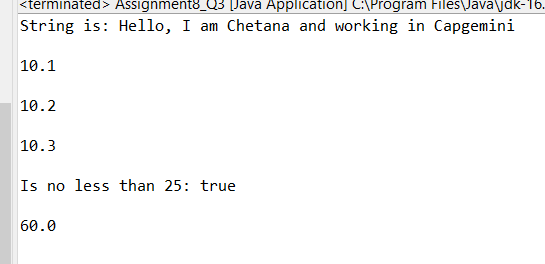 <terminated> Assignment8_Q3 [Java Application] C:\Program Files\Java\jdk-16.
String is: Hello, I am Chetana and working in Capgemini
10.1
10.2
10.3
Is no less than 25: true
60.0